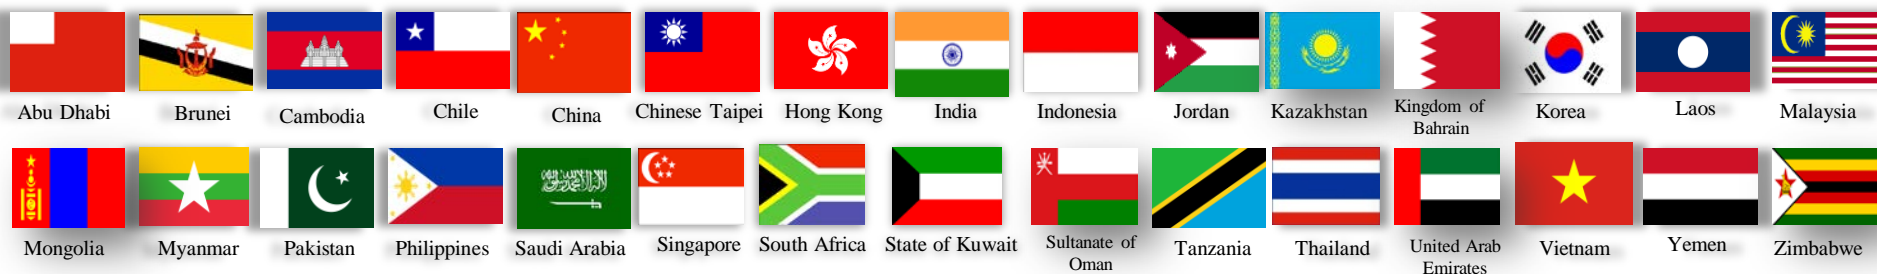 Abu Dhabi
Brunei
Cambodia
Chile
China
Chinese Taipei
Hong Kong
India
Indonesia
Jordan
Kazakhstan
Kingdom of
Bahrain
Korea
Laos
Malaysia
Mongolia
Myanmar
Pakistan
Philippines
Saudi Arabia
Singapore
South Africa
State of Kuwait
Sultanate of
Oman
Tanzania
Thailand
United Arab
Emirates
Vietnam
Yemen
Zimbabwe